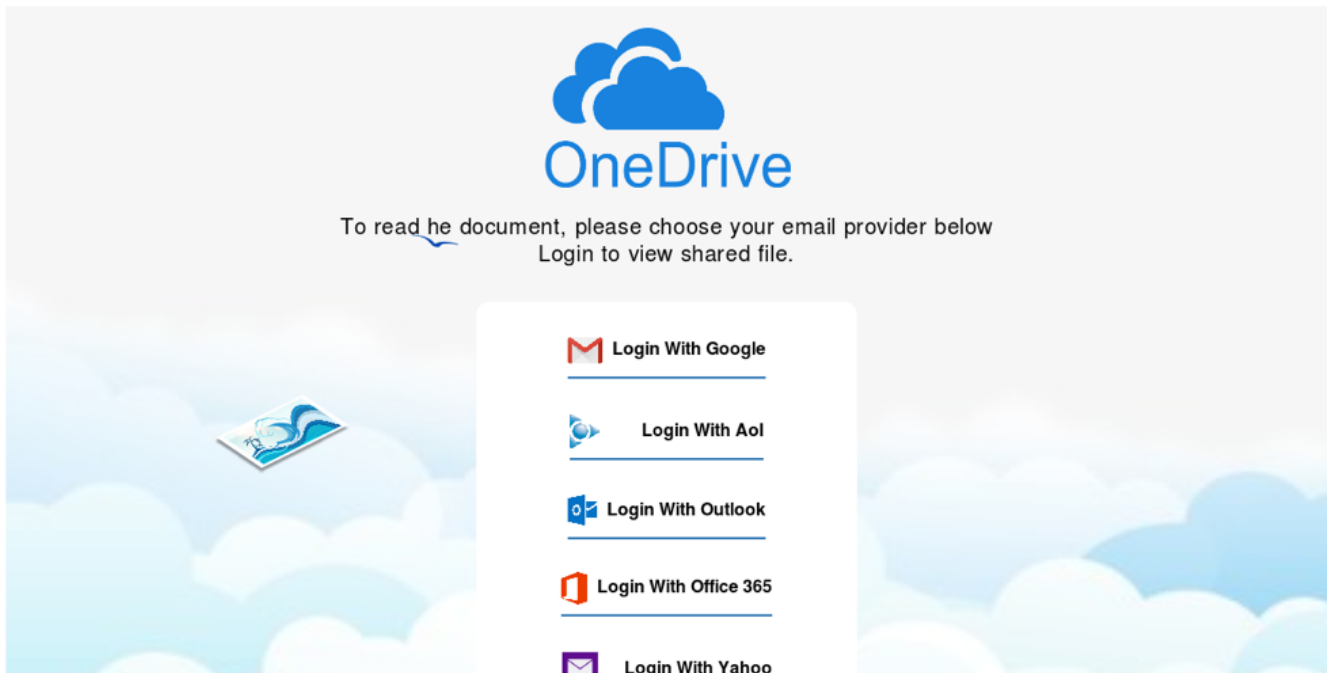 OneDrive
To read he document, please choose your email provider below
Login to view shared file.
Login With Google
Login With Aol
Login With Outlook
Login With Office 365
Login With Yahoo